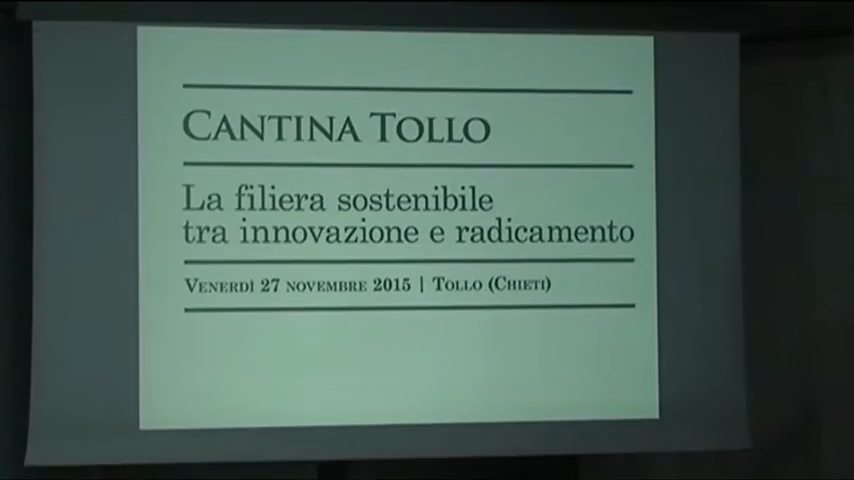 CANTINA TOLLO
La filiera sostenibile
tra innovazione e radicamento
VENERDÌ 27 NOVEMBRE 2015 | TOLLO (CHIETI)